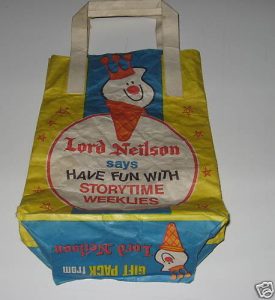 Lord Neilson
says
HAVE FUN WITH
STORYTIME
WEEKLIES
GIFT PACK from
Lord Neilson